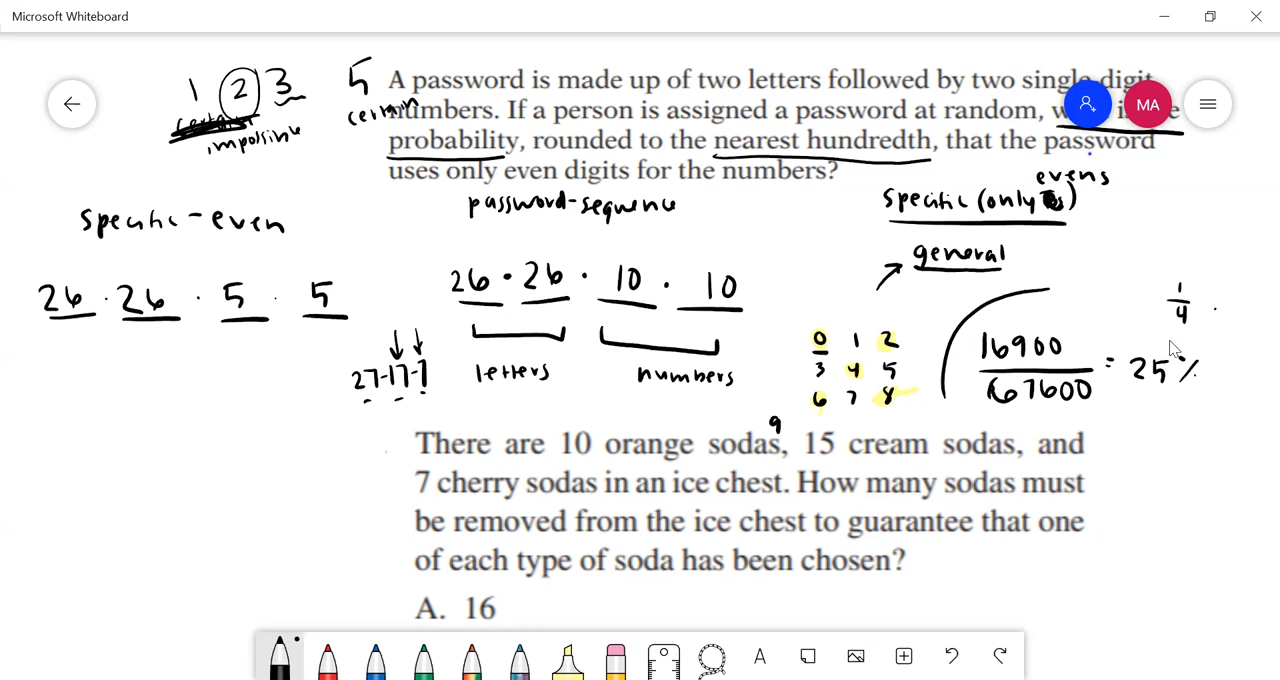 Microsoft Whiteboard
1 2 3 5
certain
impossible
A password is made up of two letters followed by two single digit
numbers. If a person is assigned a password at random, w
MA
probability, rounded to the nearest hundredth, that the password
uses only even digits for the numbers?
specific - even
password-sequence
evens
specific (only )
general
26 · 26 · 5 · 5
26 · 26 · 10 · 10
letters
numbers
27-17-7
0 1 2
3 4 5
6 7 8
9
16900
67600
= 25%
1
4
There are 10 orange sodas, 15 cream sodas, and
7 cherry sodas in an ice chest. How many sodas must
be removed from the ice chest to guarantee that one
of each type of soda has been chosen?
A. 16